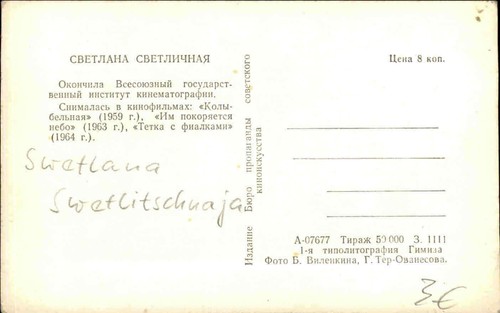 СВЕТЛАНА СВЕТЛИЧНАЯ
Окончила Всесоюзный государст-
венный институт кинематографии.
Снималась в кинофильмах: «Колы-
бельная» (1959 г.), «Им покоряется
небо» (1963 г.), «Тетка с фиалками»
(1964 г.).
Swetlana
Swetlitschnaja
Издание Бюро пропаганды советского
киноискусства
Цена 8 коп.
А-07677 Тираж 50 000 З. 1111
1-я типолитография Гимиза
Фото Б. Виленкина, Г. Тер-Ованесова.
3€